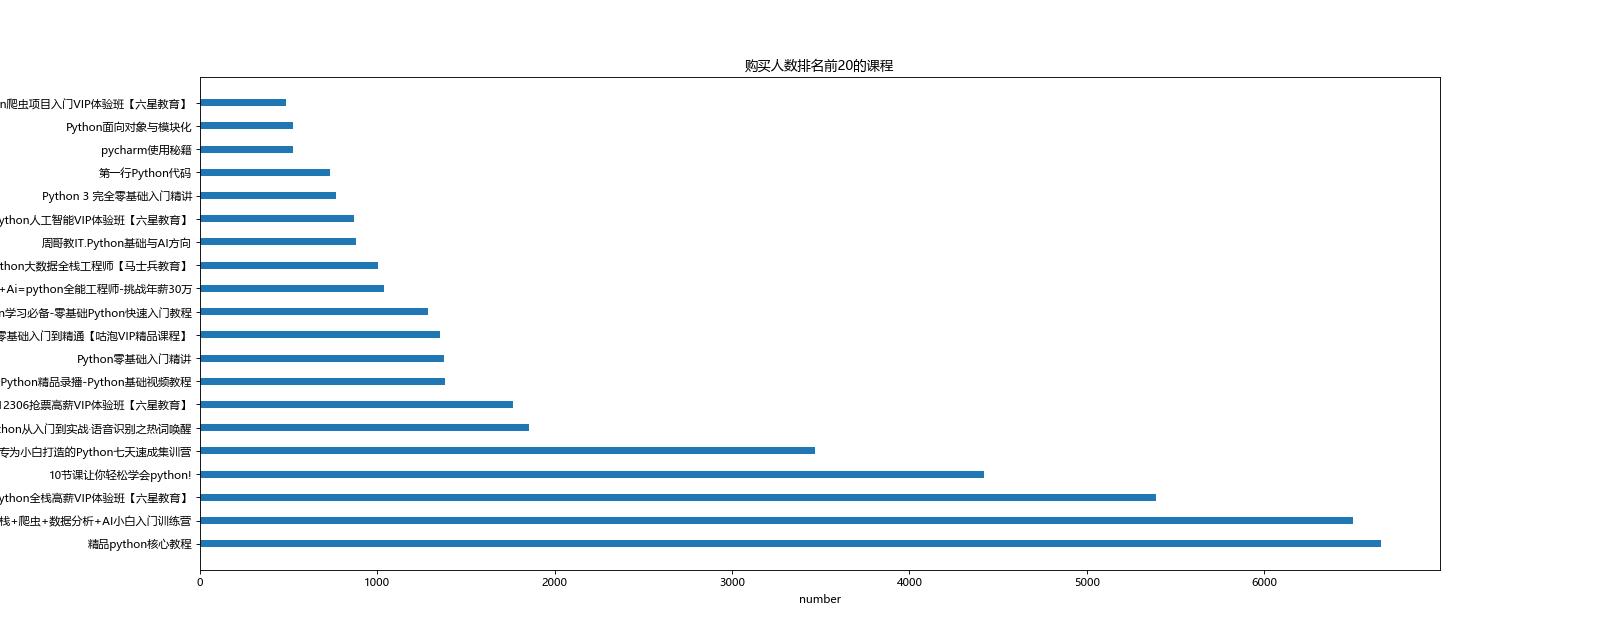 购买人数排名前20的课程
n爬虫项目入门VIP体验班【六星教育】
Python面向对象与模块化
pycharm使用秘籍
第一行Python代码
Python 3 完全零基础入门精讲
ython人工智能VIP体验班【六星教育】
周哥教IT.Python基础与AI方向
thon大数据全栈工程师【马士兵教育】
+Ai=python全能工程师-挑战年薪30万
n学习必备-零基础Python快速入门教程
零基础入门到精通【咕泡VIP精品课程】
Python零基础入门精讲
Python精品录播-Python基础视频教程
12306抢票高薪VIP体验班【六星教育】
thon从入门到实战·语音识别之热词唤醒
专为小白打造的Python七天速成集训营
10节课让你轻松学会python!
ython全栈高薪VIP体验班【六星教育】
栈+爬虫+数据分析+AI小白入门训练营
精品python核心教程
0 1000 2000 3000 4000 5000 6000
number